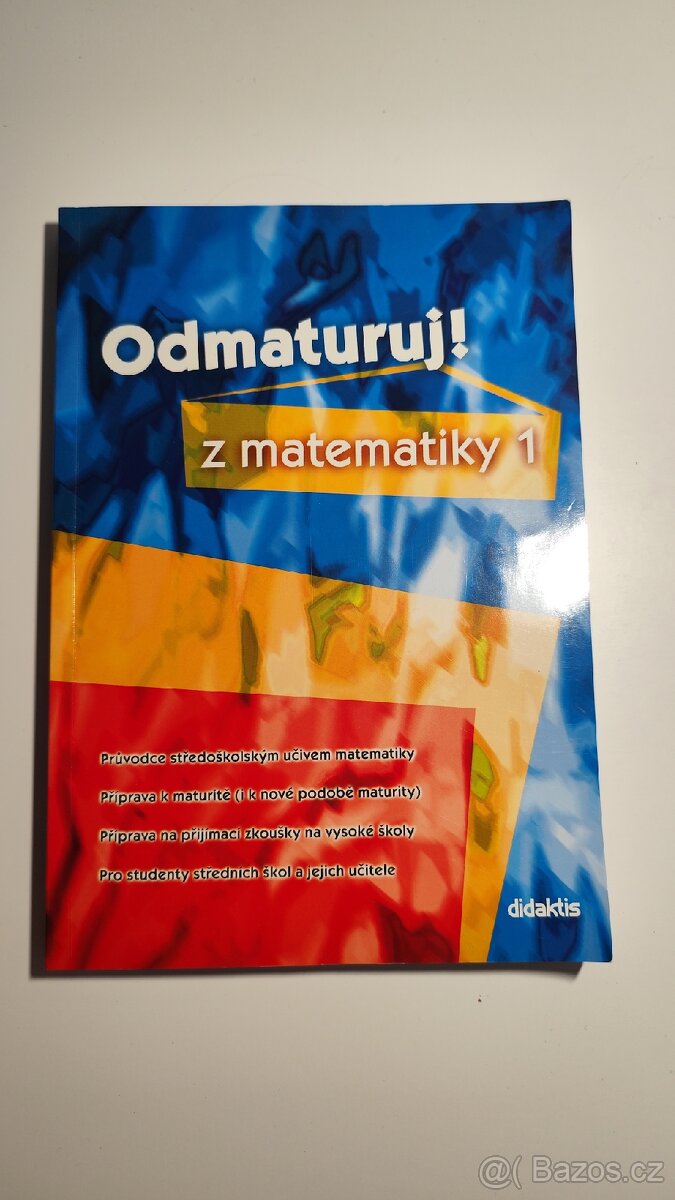 Odmaturuj!
z matematiky 1
Průvodce středoškolským učivem matematiky
Příprava k maturitě (i k nové podobě maturity)
Příprava na přijímací zkoušky na vysoké školy
Pro studenty středních škol a jejich učitele
didaktis
@( Bazos.cz